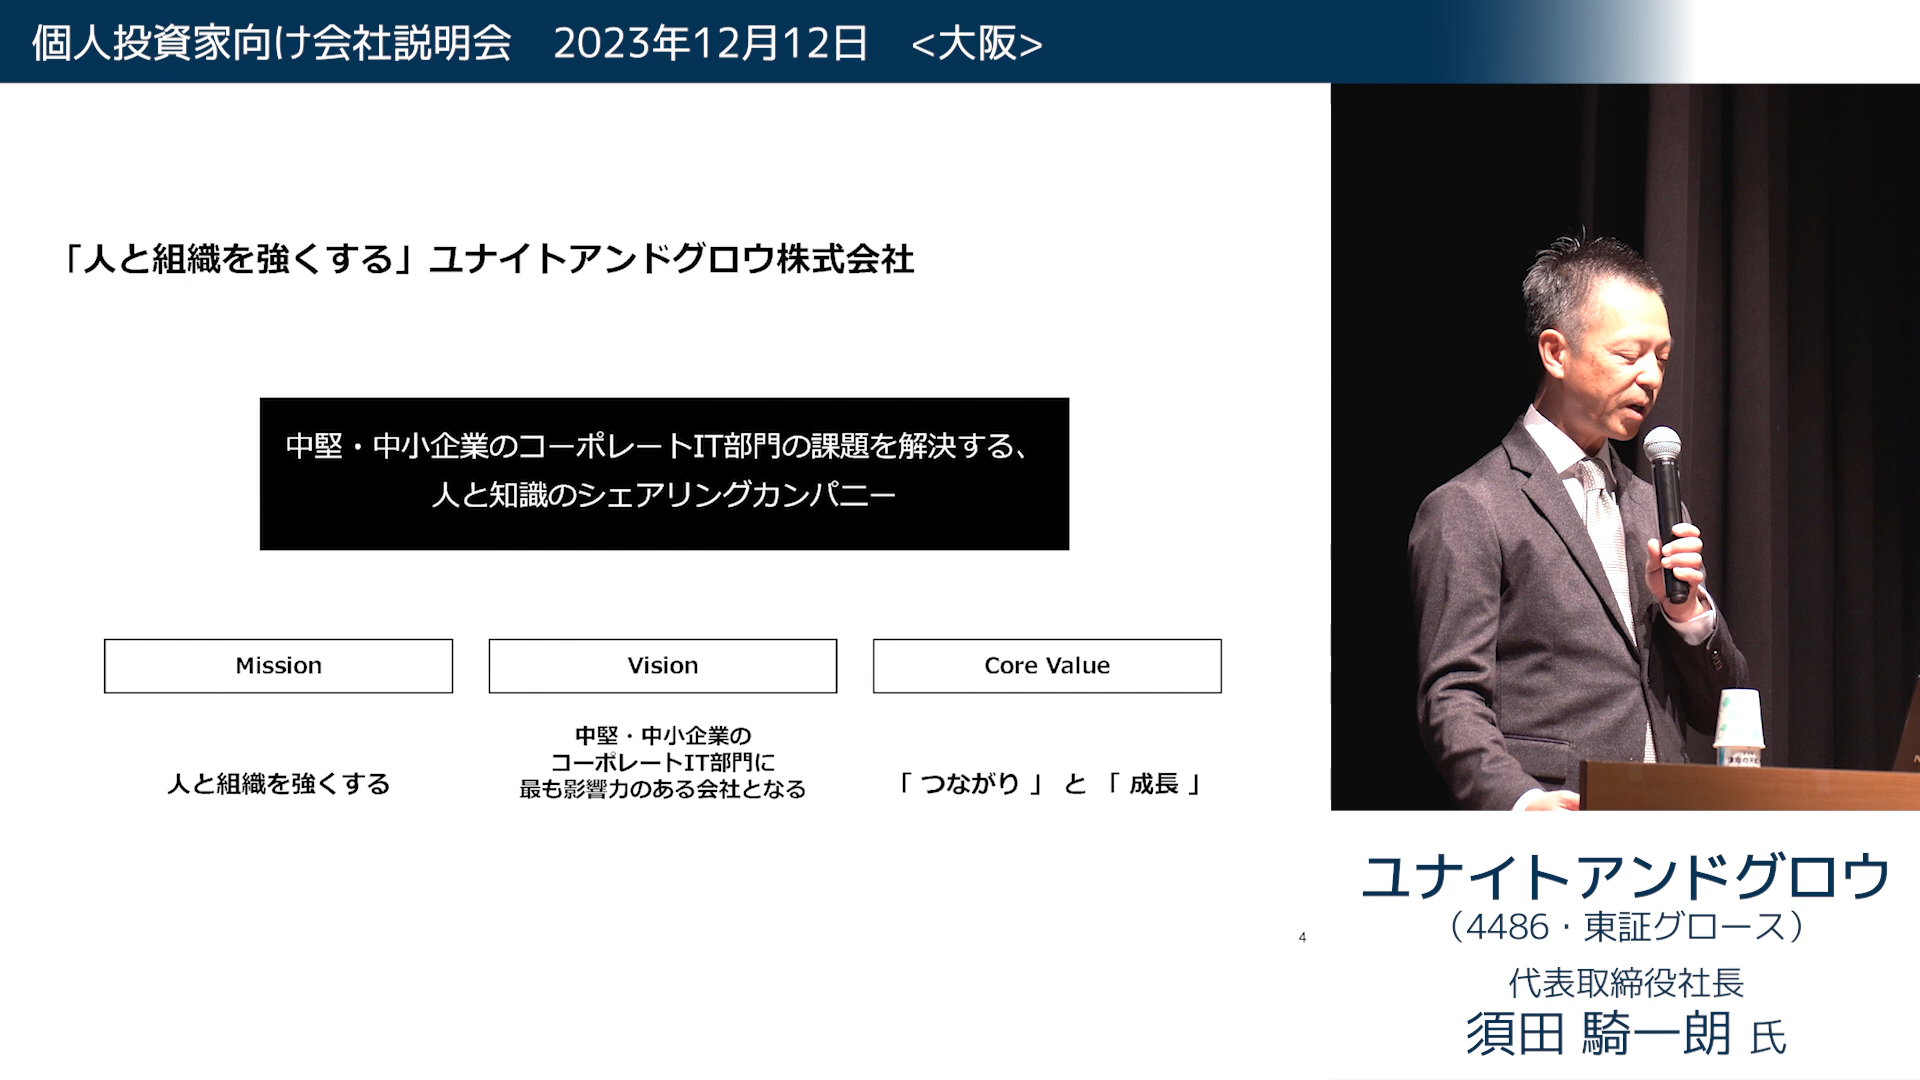 個人投資家向け会社説明会　2023年12月12日　<大阪>
「人と組織を強くする」ユナイトアンドグロウ株式会社
中堅・中小企業のコーポレートIT部門の課題を解決する、
人と知識のシェアリングカンパニー
Mission
人と組織を強くする
Vision
中堅・中小企業の
コーポレートIT部門に
最も影響力のある会社となる
Core Value
「 つながり 」 と 「 成長 」
4
ユナイトアンドグロウ
（4486・東証グロース）
代表取締役社長
須田 騎一朗 氏